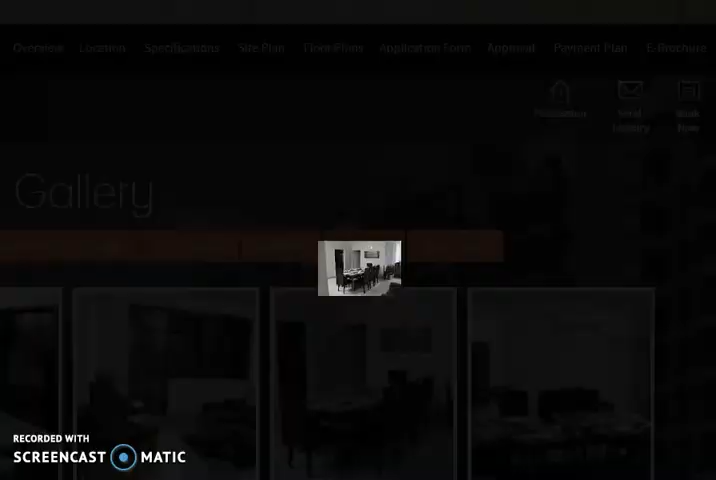 Overview Location Specifications Site Plan Floor Plans Application Form Approval Payment Plan E-Brochure
Send Book
Enquiry Now
Gallery
RECORDED WITH
SCREENCAST MATIC